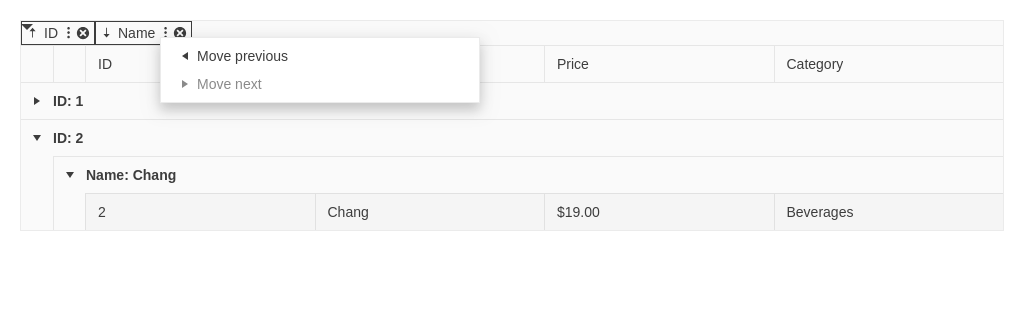 ID Name
Move previous
Move next
ID Price Category
ID: 1
ID: 2
Name: Chang
2 Chang $19.00 Beverages